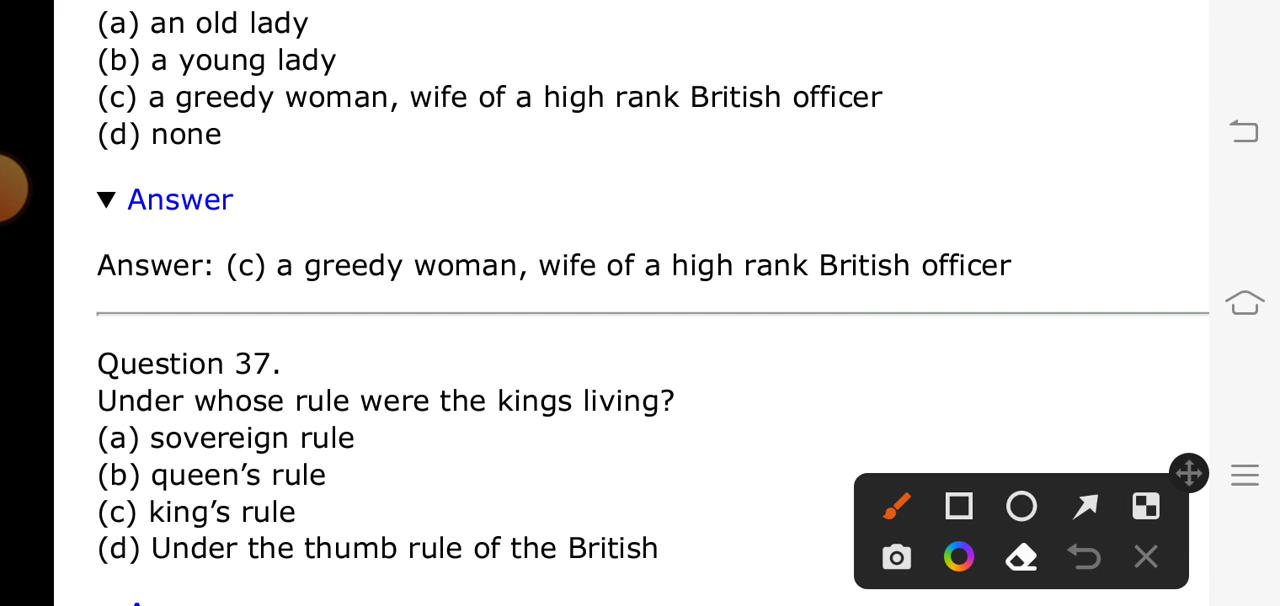 (a) an old lady
(b) a young lady
(c) a greedy woman, wife of a high rank British officer
(d) none
▼ Answer
Answer: (c) a greedy woman, wife of a high rank British officer
Question 37.
Under whose rule were the kings living?
(a) sovereign rule
(b) queen’s rule
(c) king’s rule
(d) Under the thumb rule of the British